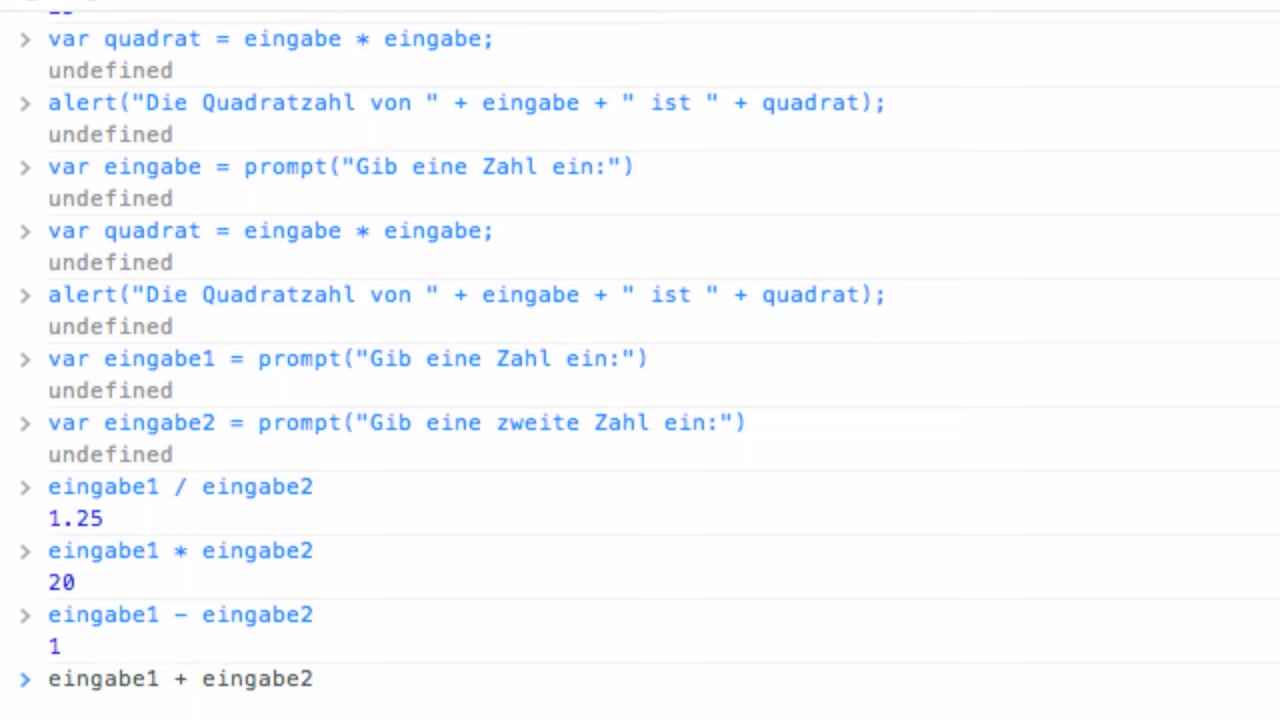 > var quadrat = eingabe * eingabe;
undefined
> alert("Die Quadratzahl von " + eingabe + " ist " + quadrat);
undefined
> var eingabe = prompt("Gib eine Zahl ein:")
undefined
> var quadrat = eingabe * eingabe;
undefined
> alert("Die Quadratzahl von " + eingabe + " ist " + quadrat);
undefined
> var eingabe1 = prompt("Gib eine Zahl ein:")
undefined
> var eingabe2 = prompt("Gib eine zweite Zahl ein:")
undefined
> eingabe1 / eingabe2
1.25
> eingabe1 * eingabe2
20
> eingabe1 - eingabe2
1
> eingabe1 + eingabe2